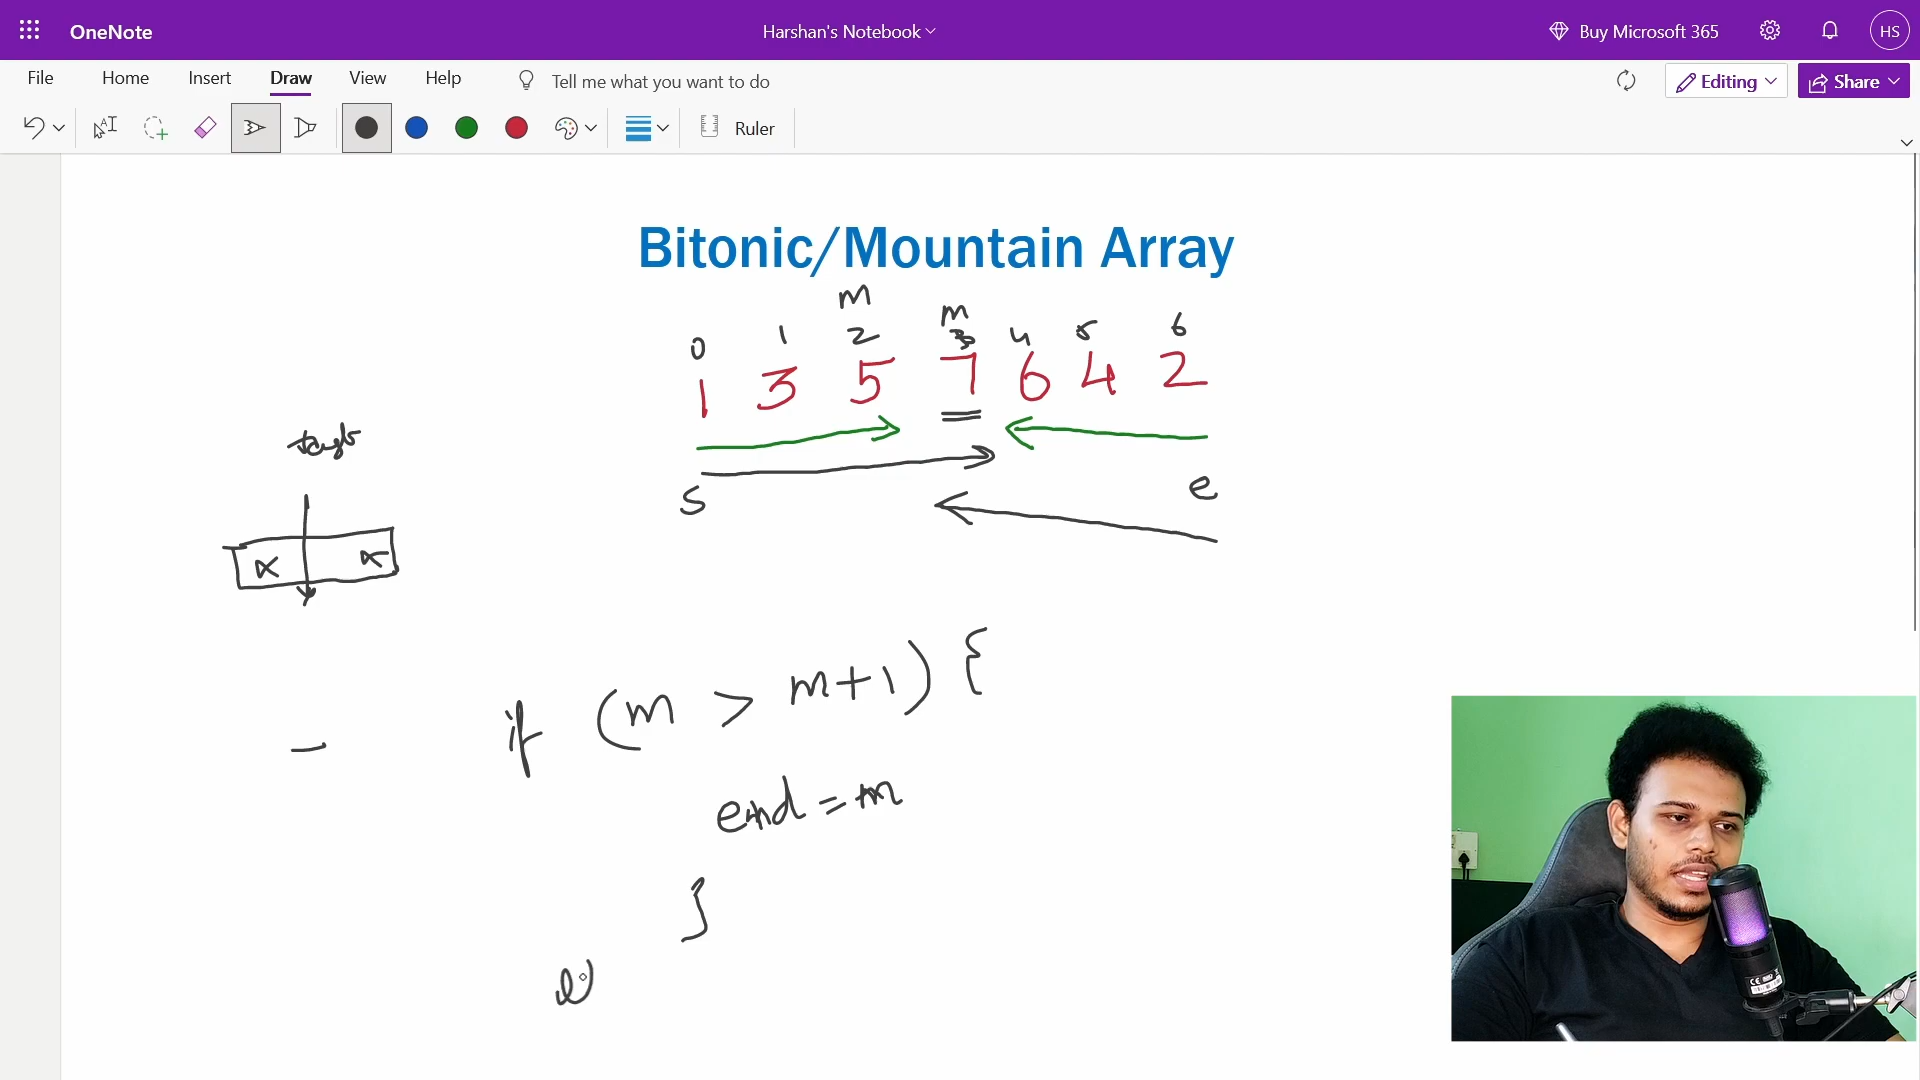 OneNote
Harshan's Notebook
Buy Microsoft 365
HS
File Home Insert Draw View Help Tell me what you want to do
Editing
Share
Ruler
Bitonic/Mountain Array
m m
0 1 2 3 4 5 6
1 3 5 7 6 4 2
s e
if (m > m+1) {
end = m
}